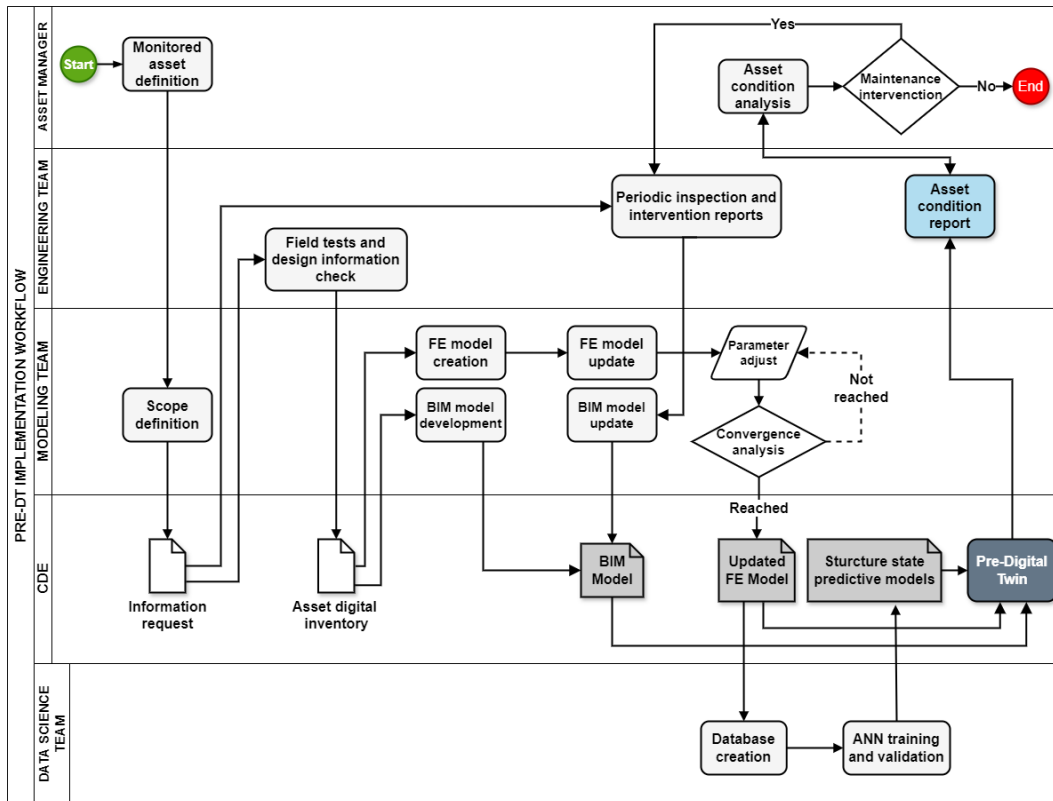 PRE-DT IMPLEMENTATION WORKFLOW
ASSET MANAGER
Start
Monitored
asset
definition
Yes
Asset
condition
analysis
Maintenance
intervenction
No
End
ENGINEERING TEAM
Periodic inspection and
intervention reports
Asset
condition
report
Field tests and
design information
check
MODELING TEAM
FE model
creation
FE model
update
Parameter
adjust
Not
reached
Scope
definition
BIM model
development
BIM model
update
Convergence
analysis
CDE
Reached
Information
request
Asset digital
inventory
BIM
Model
Updated
FE Model
Sturcture state
predictive models
Pre-Digital
Twin
DATA SCIENCE
TEAM
Database
creation
ANN training
and validation